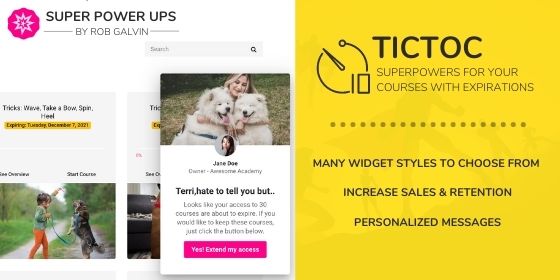 SUPER POWER UPS
BY ROB GALVIN
Search
Tricks: Wave, Take a Bow, Spin,
Heel
Expiring: Tuesday, December 7, 2021
See Overview
Start Course
Tric
Expi
0%
See Ov
Jane Doe
Owner - Awesome Academy
Terri,hate to tell you but..
Looks like your access to 30
courses are about to expire. If you
would like to keep these courses,
just click the button below.
Yes! Extend my access
TICTOC
SUPERPOWERS FOR YOUR
COURSES WITH EXPIRATIONS
MANY WIDGET STYLES TO CHOOSE FROM
INCREASE SALES & RETENTION
PERSONALIZED MESSAGES